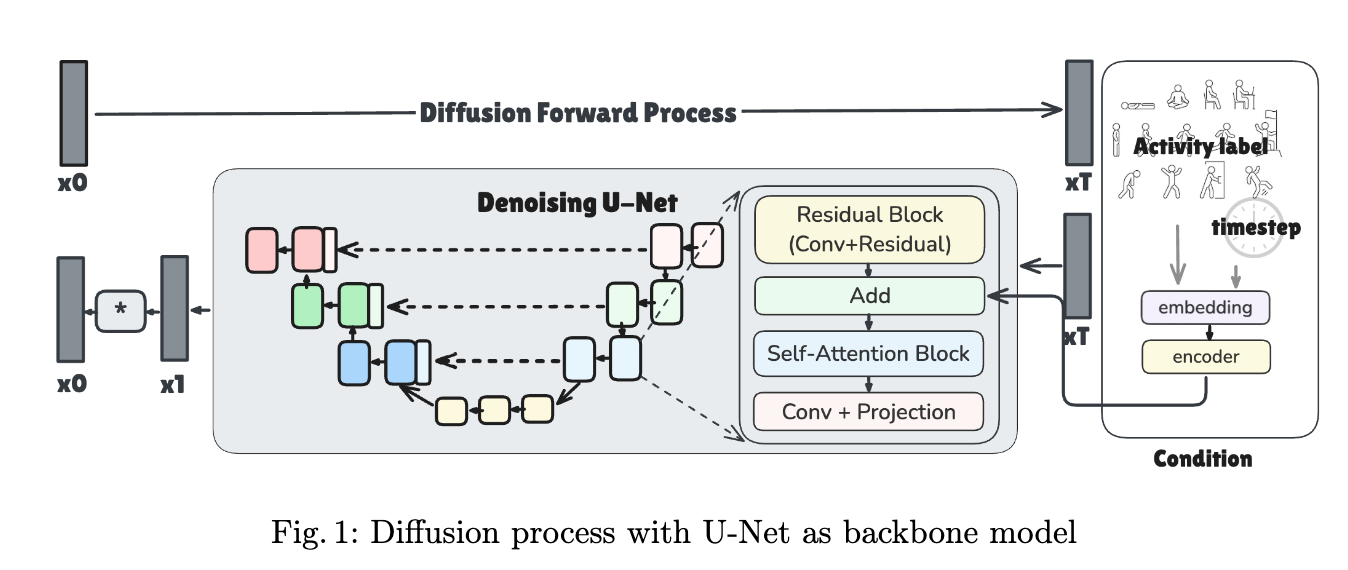 Diffusion Forward Process
x0
xT
Activity label
timestep
embedding
encoder
Condition
Denoising U-Net
Residual Block
(Conv+Residual)
Add
Self-Attention Block
Conv + Projection
xT
x0
*
x1
Fig. 1: Diffusion process with U-Net as backbone model